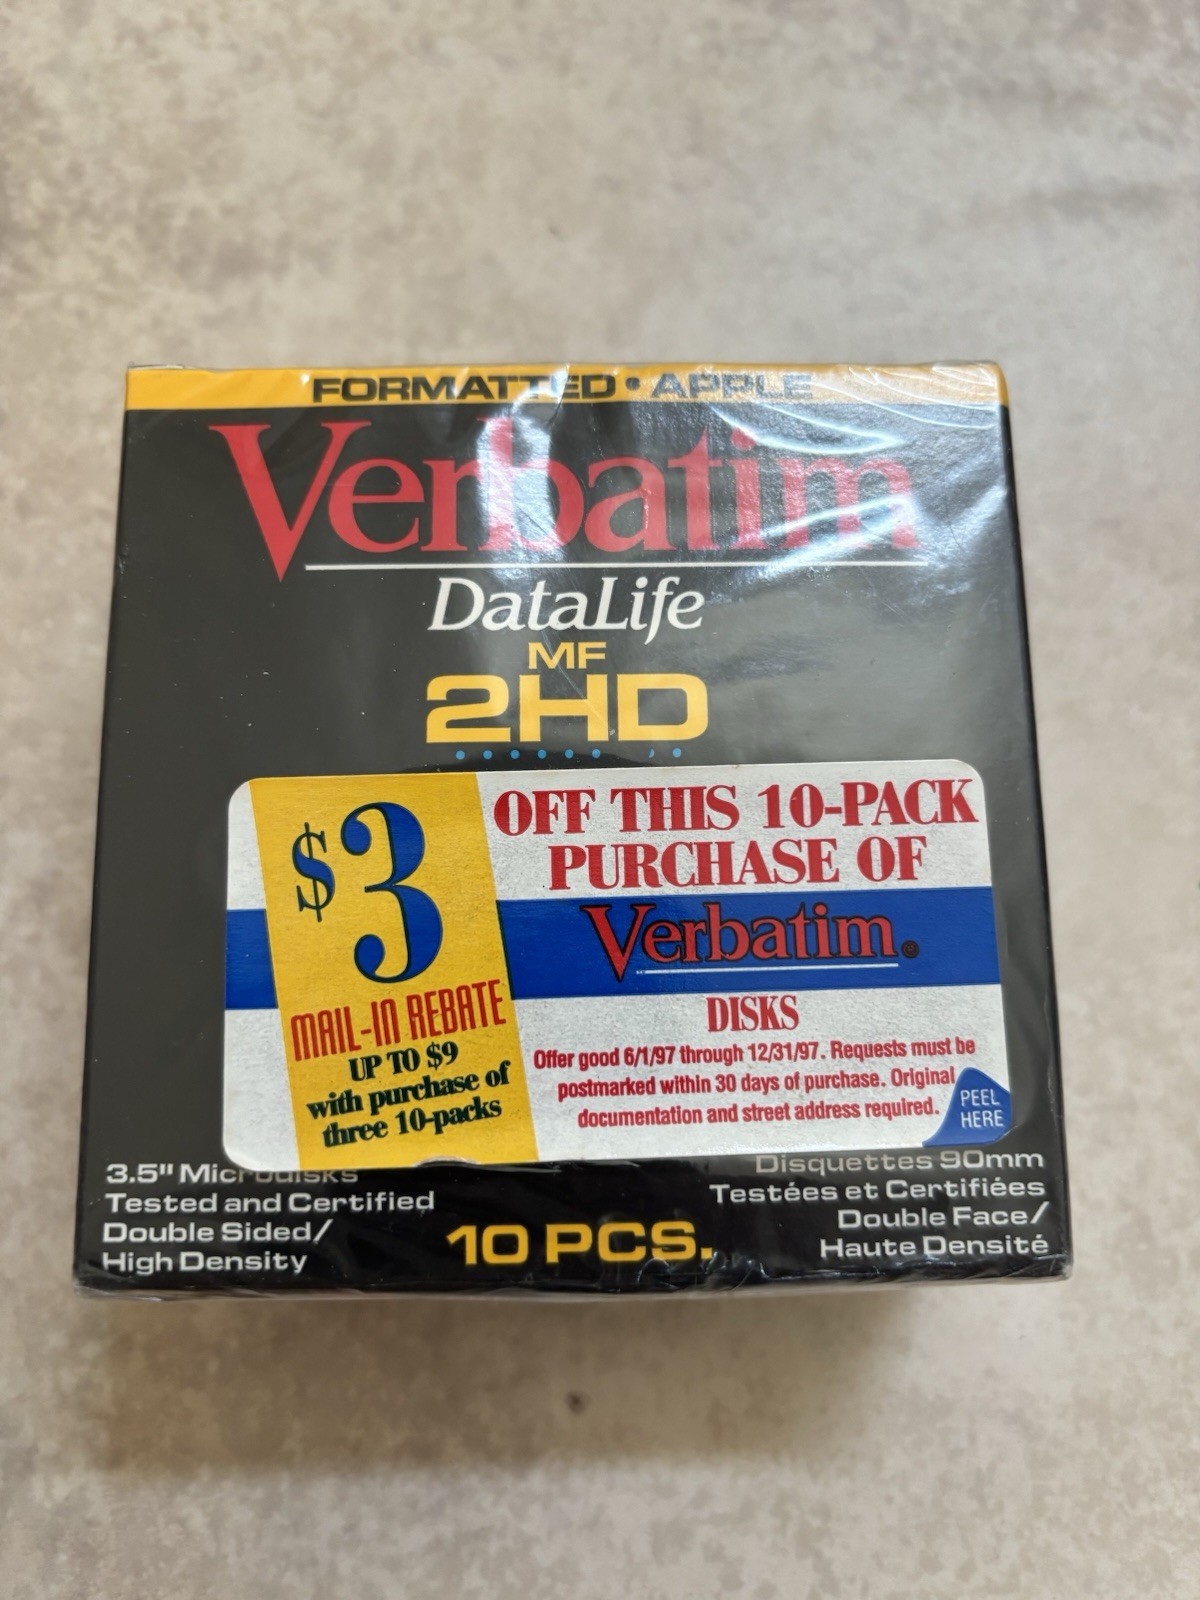 FORMATTED • APPLE
Verbatim
DataLife
MF
2HD
$3
MAIL-IN REBATE
UP TO $9
with purchase of
three 10-packs
OFF THIS 10-PACK
PURCHASE OF
Verbatim®
DISKS
Offer good 6/1/97 through 12/31/97. Requests must be
postmarked within 30 days of purchase. Original
documentation and street address required.
PEEL
HERE
3.5" Microdisks
Tested and Certified
Double Sided/
High Density
10 PCS.
Disquettes 90mm
Testées et Certifiées
Double Face/
Haute Densité